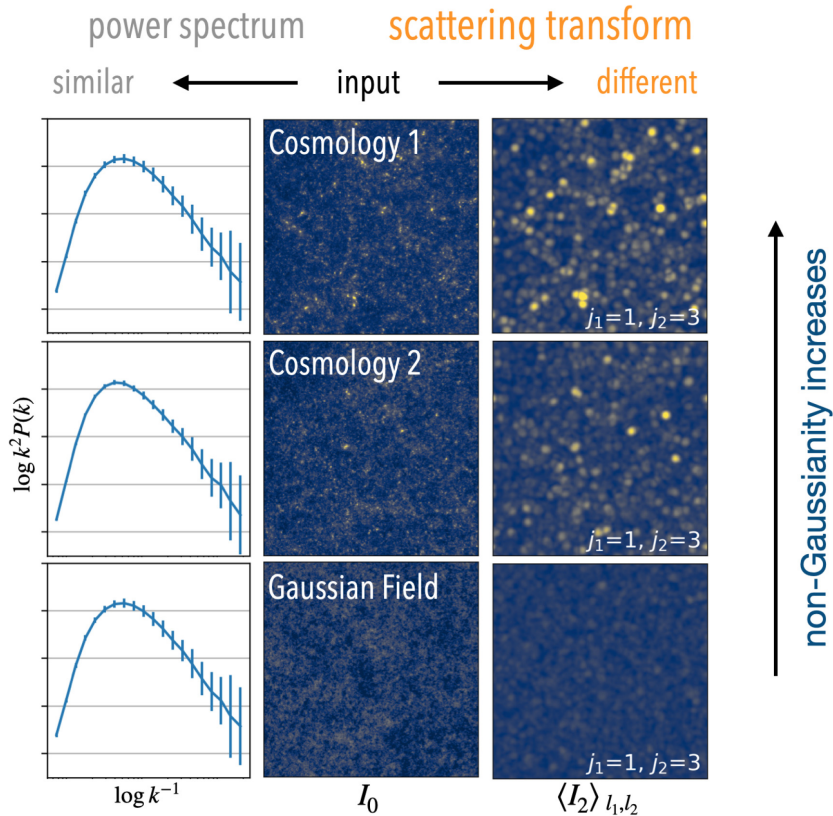 power spectrum scattering transform
similar input different
Cosmology 1
j₁=1, j₂=3
Cosmology 2
j₁=1, j₂=3
Gaussian Field
j₁=1, j₂=3
log k²P(k)
non-Gaussianity increases
log k⁻¹ I₀ ⟨I₂⟩ l₁,l₂